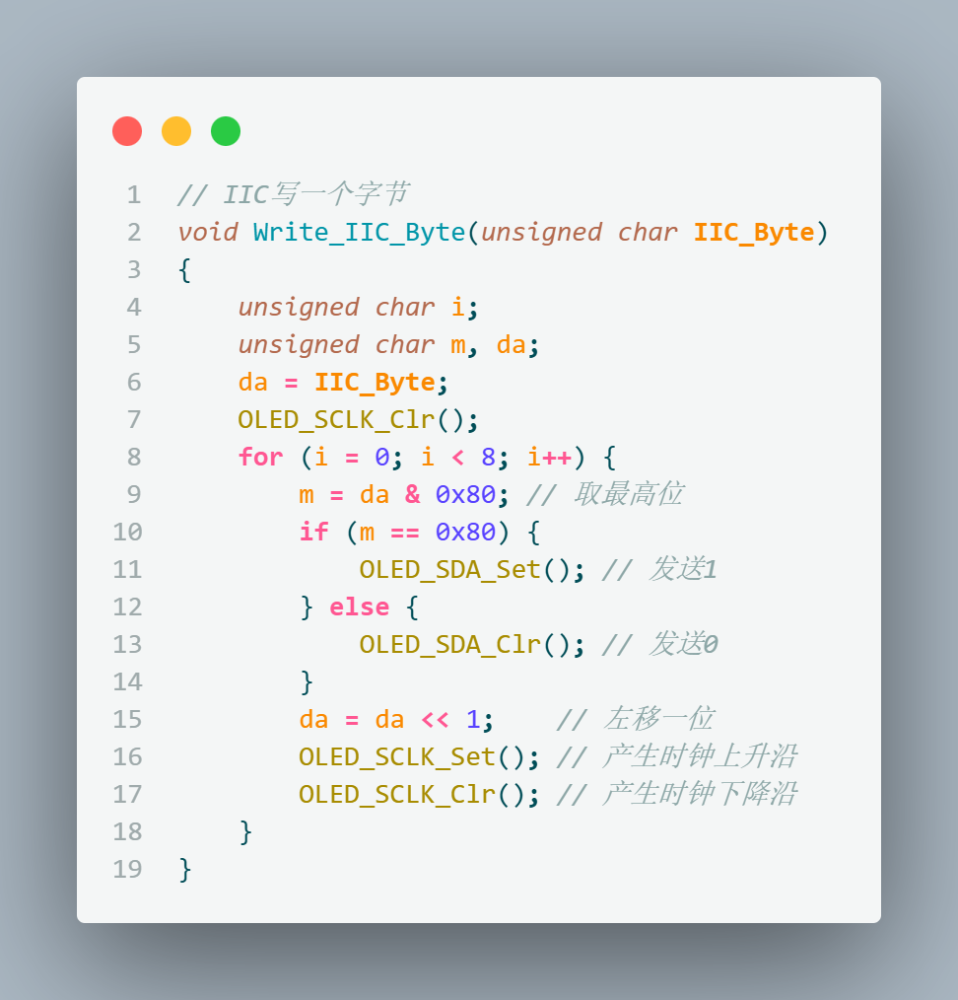 1 // IIC写一个字节
2 void Write_IIC_Byte(unsigned char IIC_Byte)
3 {
4     unsigned char i;
5     unsigned char m, da;
6     da = IIC_Byte;
7     OLED_SCLK_Clr();
8     for (i = 0; i < 8; i++) {
9         m = da & 0x80; // 取最高位
10         if (m == 0x80) {
11             OLED_SDA_Set(); // 发送1
12         } else {
13             OLED_SDA_Clr(); // 发送0
14         }
15         da = da << 1;    // 左移一位
16         OLED_SCLK_Set(); // 产生时钟上升沿
17         OLED_SCLK_Clr(); // 产生时钟下降沿
18     }
19 }